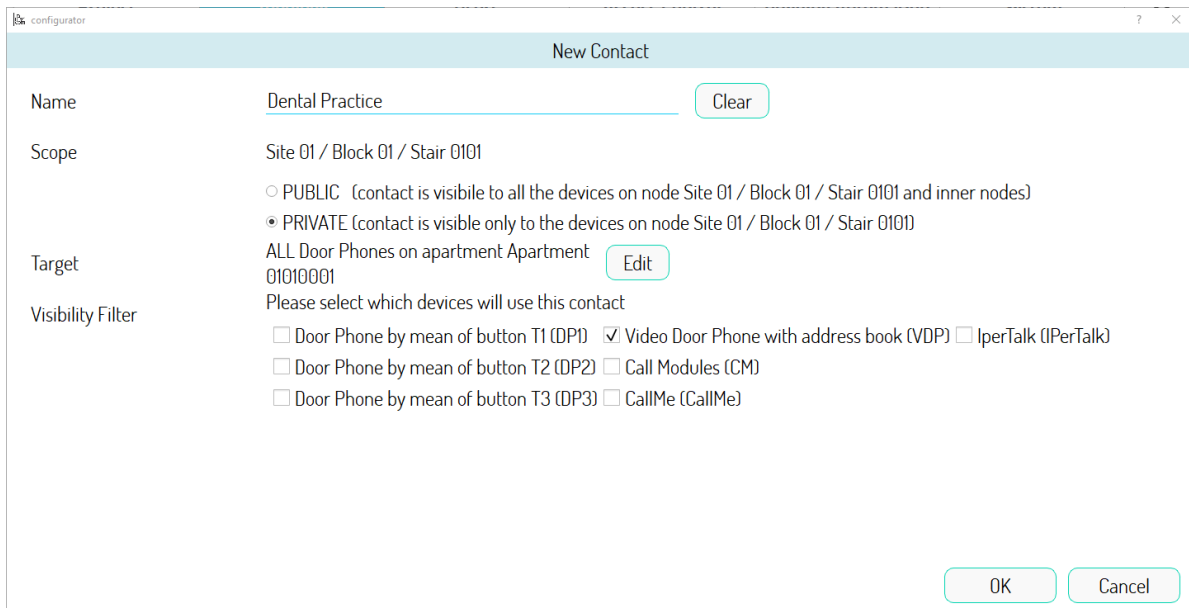 configurator
New Contact
Name Dental Practice Clear
Scope Site 01 / Block 01 / Stair 0101
PUBLIC (contact is visibile to all the devices on node Site 01 / Block 01 / Stair 0101 and inner nodes)
PRIVATE (contact is visible only to the devices on node Site 01 / Block 01 / Stair 0101)
Target ALL Door Phones on apartment Apartment 01010001 Edit
Visibility Filter Please select which devices will use this contact
Door Phone by mean of button T1 (DP1) Video Door Phone with address book (VDP) IperTalk (IPerTalk)
Door Phone by mean of button T2 (DP2) Call Modules (CM)
Door Phone by mean of button T3 (DP3) CallMe (CallMe)
OK Cancel